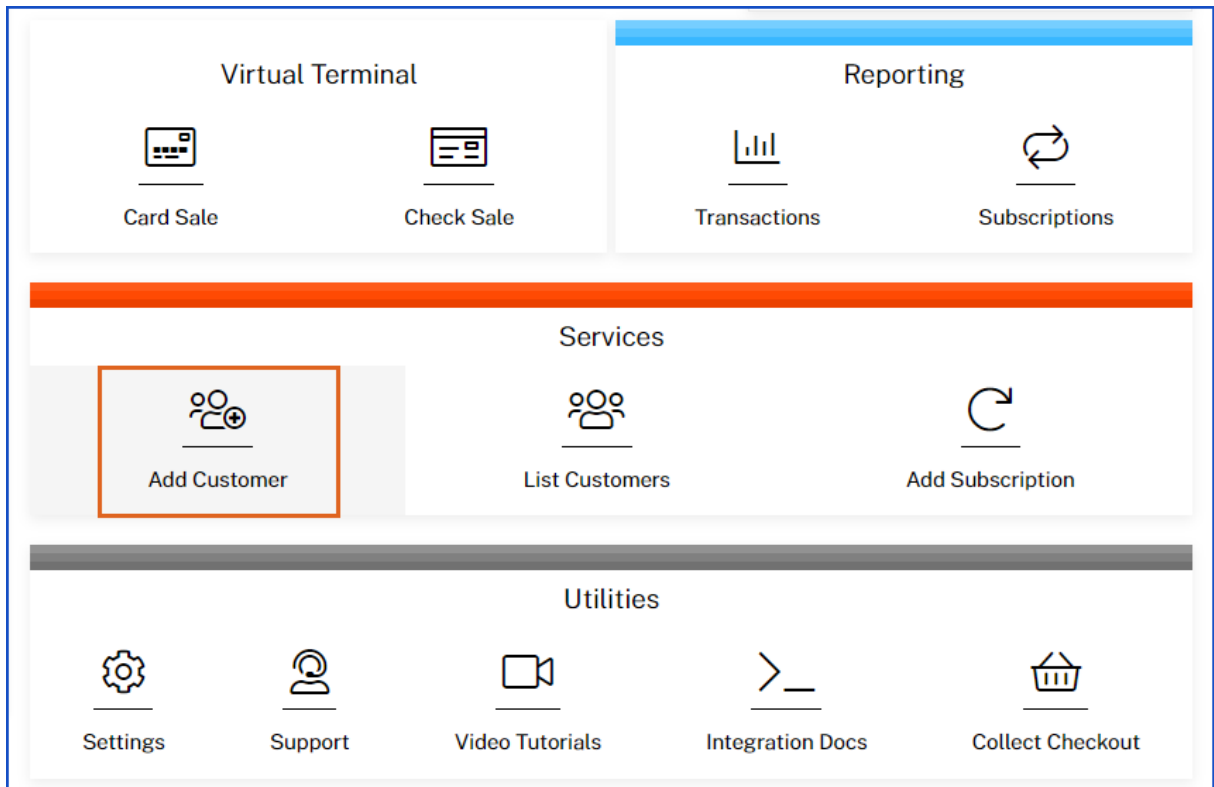 Virtual Terminal
Reporting
Card Sale
Check Sale
Transactions
Subscriptions
Services
Add Customer
List Customers
Add Subscription
Utilities
Settings
Support
Video Tutorials
Integration Docs
Collect Checkout